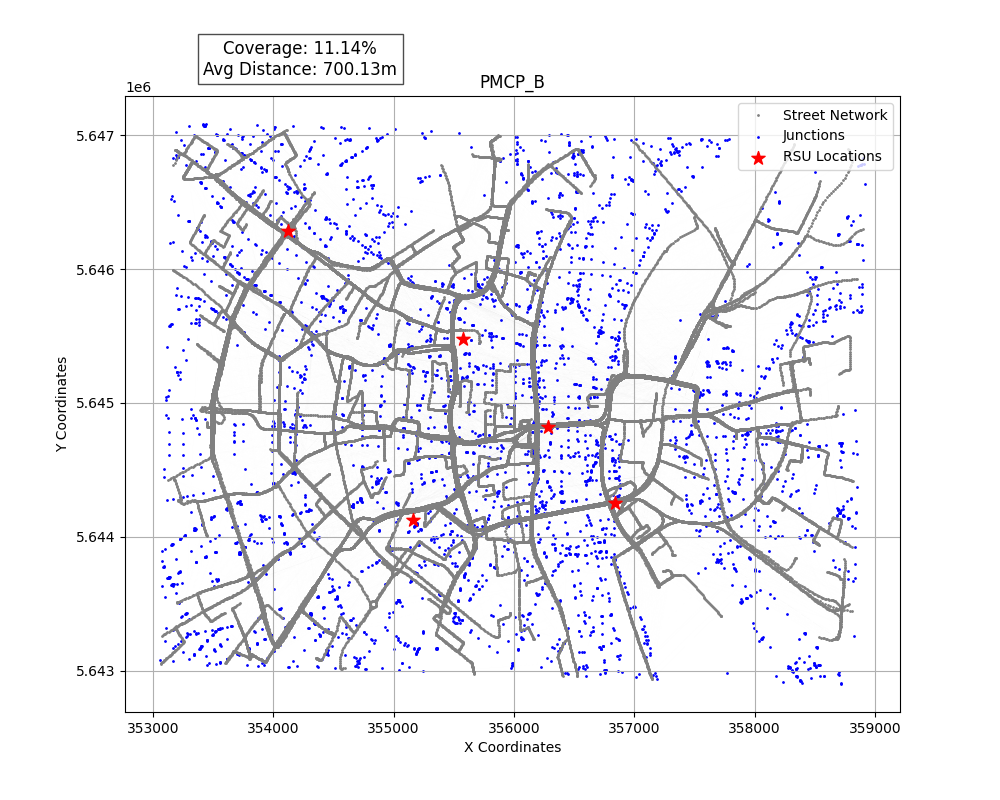 Coverage: 11.14%
Avg Distance: 700.13m
PMCP_B
1e6
Street Network
Junctions
RSU Locations
5.647
5.646
5.645
5.644
5.643
Y Coordinates
353000 354000 355000 356000 357000 358000 359000
X Coordinates